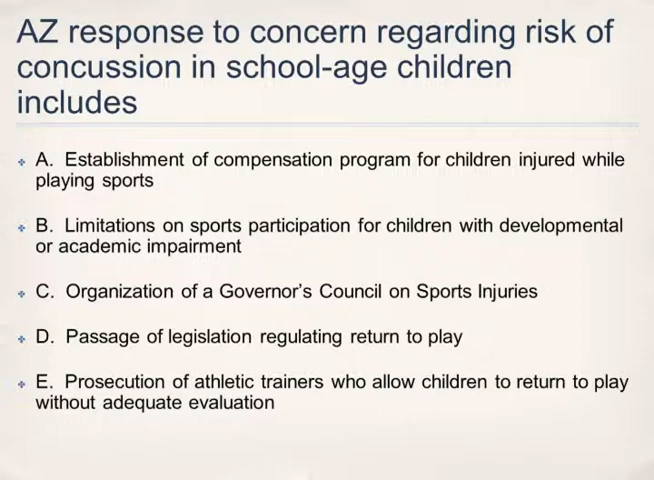 AZ response to concern regarding risk of
concussion in school-age children
includes
A. Establishment of compensation program for children injured while
playing sports
B. Limitations on sports participation for children with developmental
or academic impairment
C. Organization of a Governor's Council on Sports Injuries
D. Passage of legislation regulating return to play
E. Prosecution of athletic trainers who allow children to return to play
without adequate evaluation